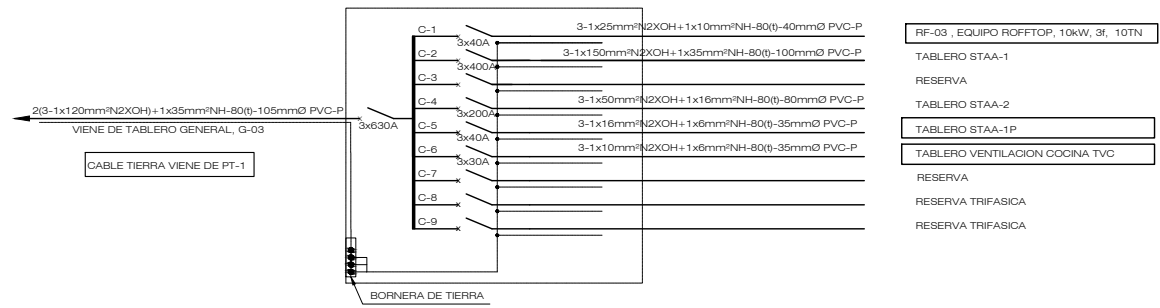 C-1 3x40A 3-1x25mm²N2XOH+1x10mm²NH-80(t)-40mmØ PVC-P RF-03 , EQUIPO ROFFTOP, 10kW, 3f, 10TN
C-2 3x400A 3-1x150mm²N2XOH+1x35mm²NH-80(t)-100mmØ PVC-P TABLERO STAA-1
C-3 RESERVA
C-4 3x200A 3-1x50mm²N2XOH+1x16mm²NH-80(t)-80mmØ PVC-P TABLERO STAA-2
2(3-1x120mm²N2XOH)+1x35mm²NH-80(t)-105mmØ PVC-P 3x630A
VIENE DE TABLERO GENERAL, G-03
C-5 3x40A 3-1x16mm²N2XOH+1x6mm²NH-80(t)-35mmØ PVC-P TABLERO STAA-1P
C-6 3x30A 3-1x10mm²N2XOH+1x6mm²NH-80(t)-35mmØ PVC-P TABLERO VENTILACION COCINA TVC
CABLE TIERRA VIENE DE PT-1
C-7 RESERVA
C-8 RESERVA TRIFASICA
C-9 RESERVA TRIFASICA
BORNERA DE TIERRA